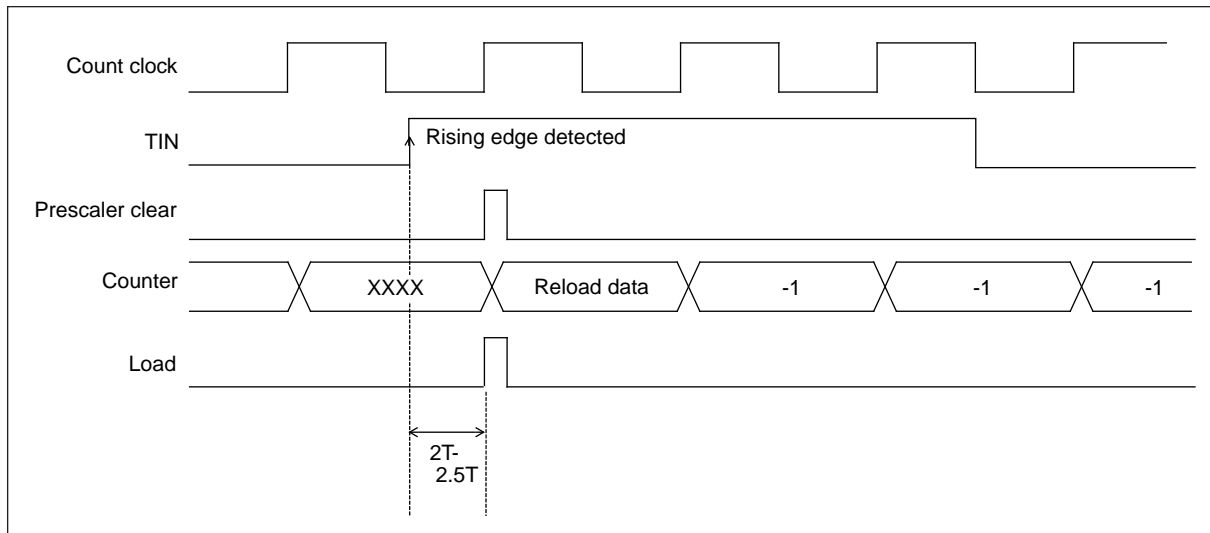 Count clock
TIN
Rising edge detected
Prescaler clear
Counter
XXXX
Reload data
-1
-1
-1
Load
2T-
2.5T